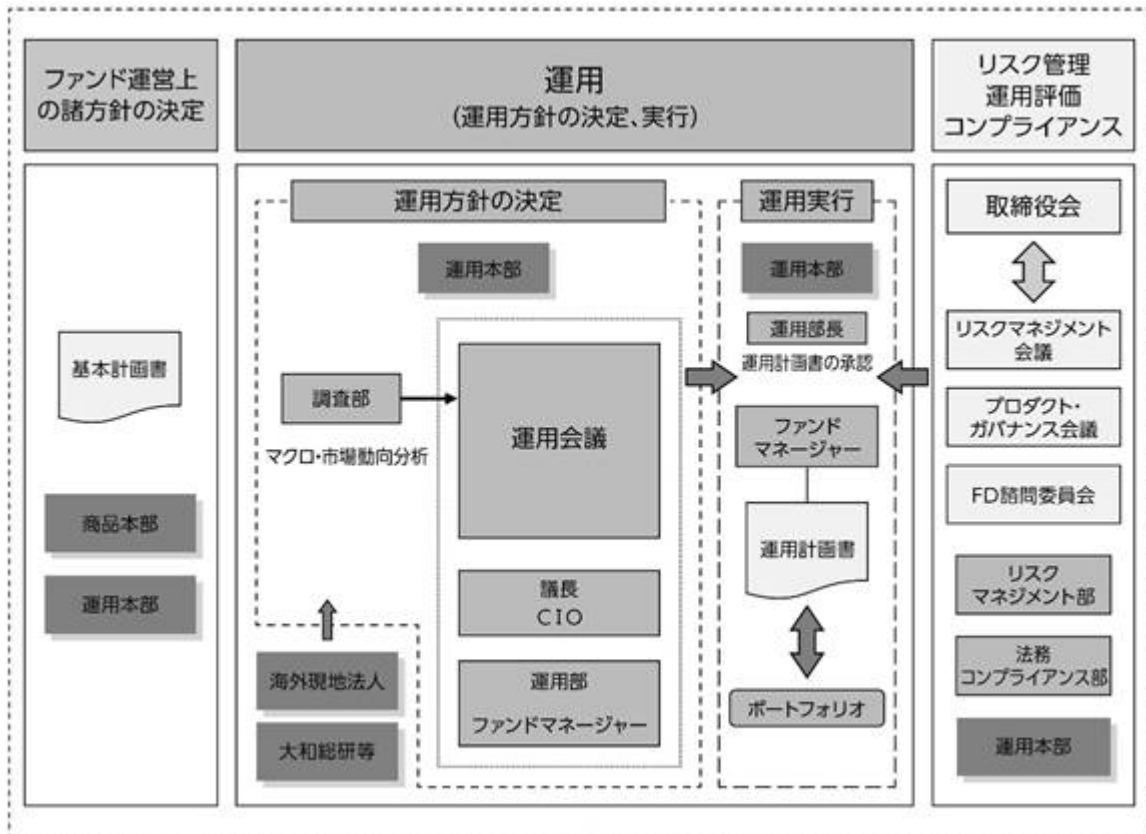 ファンド運営上
の諸方針の決定
運用
(運用方針の決定、実行)
リスク管理
運用評価
コンプライアンス
基本計画書
商品本部
運用本部
運用方針の決定
運用本部
調査部
マクロ・市場動向分析
運用会議
議長
CIO
運用部
ファンドマネージャー
海外現地法人
大和総研等
運用実行
運用本部
運用部長
運用計画書の承認
ファンド
マネージャー
運用計画書
ポートフォリオ
取締役会
リスクマネジメント
会議
プロダクト・
ガバナンス会議
FD諮問委員会
リスク
マネジメント部
法務
コンプライアンス部
運用本部